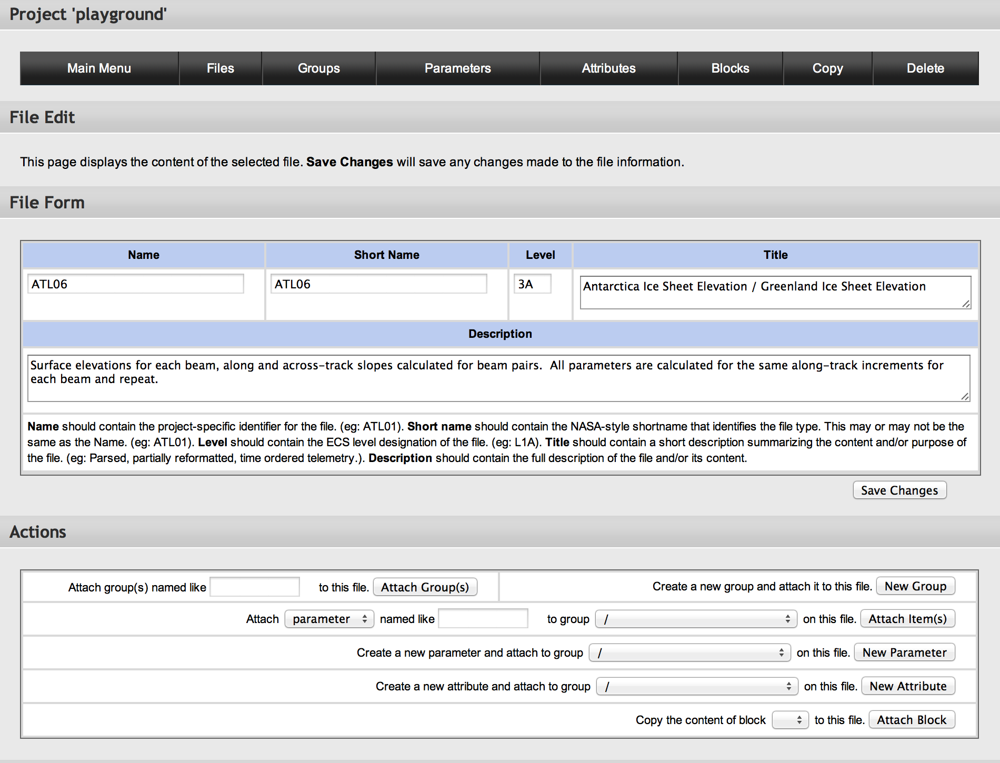 Project 'playground'
Main Menu Files Groups Parameters Attributes Blocks Copy Delete
File Edit
This page displays the content of the selected file. Save Changes will save any changes made to the file information.
File Form
Name Short Name Level Title
ATL06 ATL06 3A Antarctica Ice Sheet Elevation / Greenland Ice Sheet Elevation
Description
Surface elevations for each beam, along and across-track slopes calculated for beam pairs.  All parameters are calculated for the same along-track increments for
each beam and repeat.
Name should contain the project-specific identifier for the file. (eg: ATL01). Short name should contain the NASA-style shortname that identifies the file type. This may or may not be the
same as the Name. (eg: ATL01). Level should contain the ECS level designation of the file. (eg: L1A). Title should contain a short description summarizing the content and/or purpose of
the file. (eg: Parsed, partially reformatted, time ordered telemetry.). Description should contain the full description of the file and/or its content.
Save Changes
Actions
Attach group(s) named like to this file. Attach Group(s) Create a new group and attach it to this file. New Group
Attach parameter named like to group / on this file. Attach Item(s)
Create a new parameter and attach to group / on this file. New Parameter
Create a new attribute and attach to group / on this file. New Attribute
Copy the content of block to this file. Attach Block